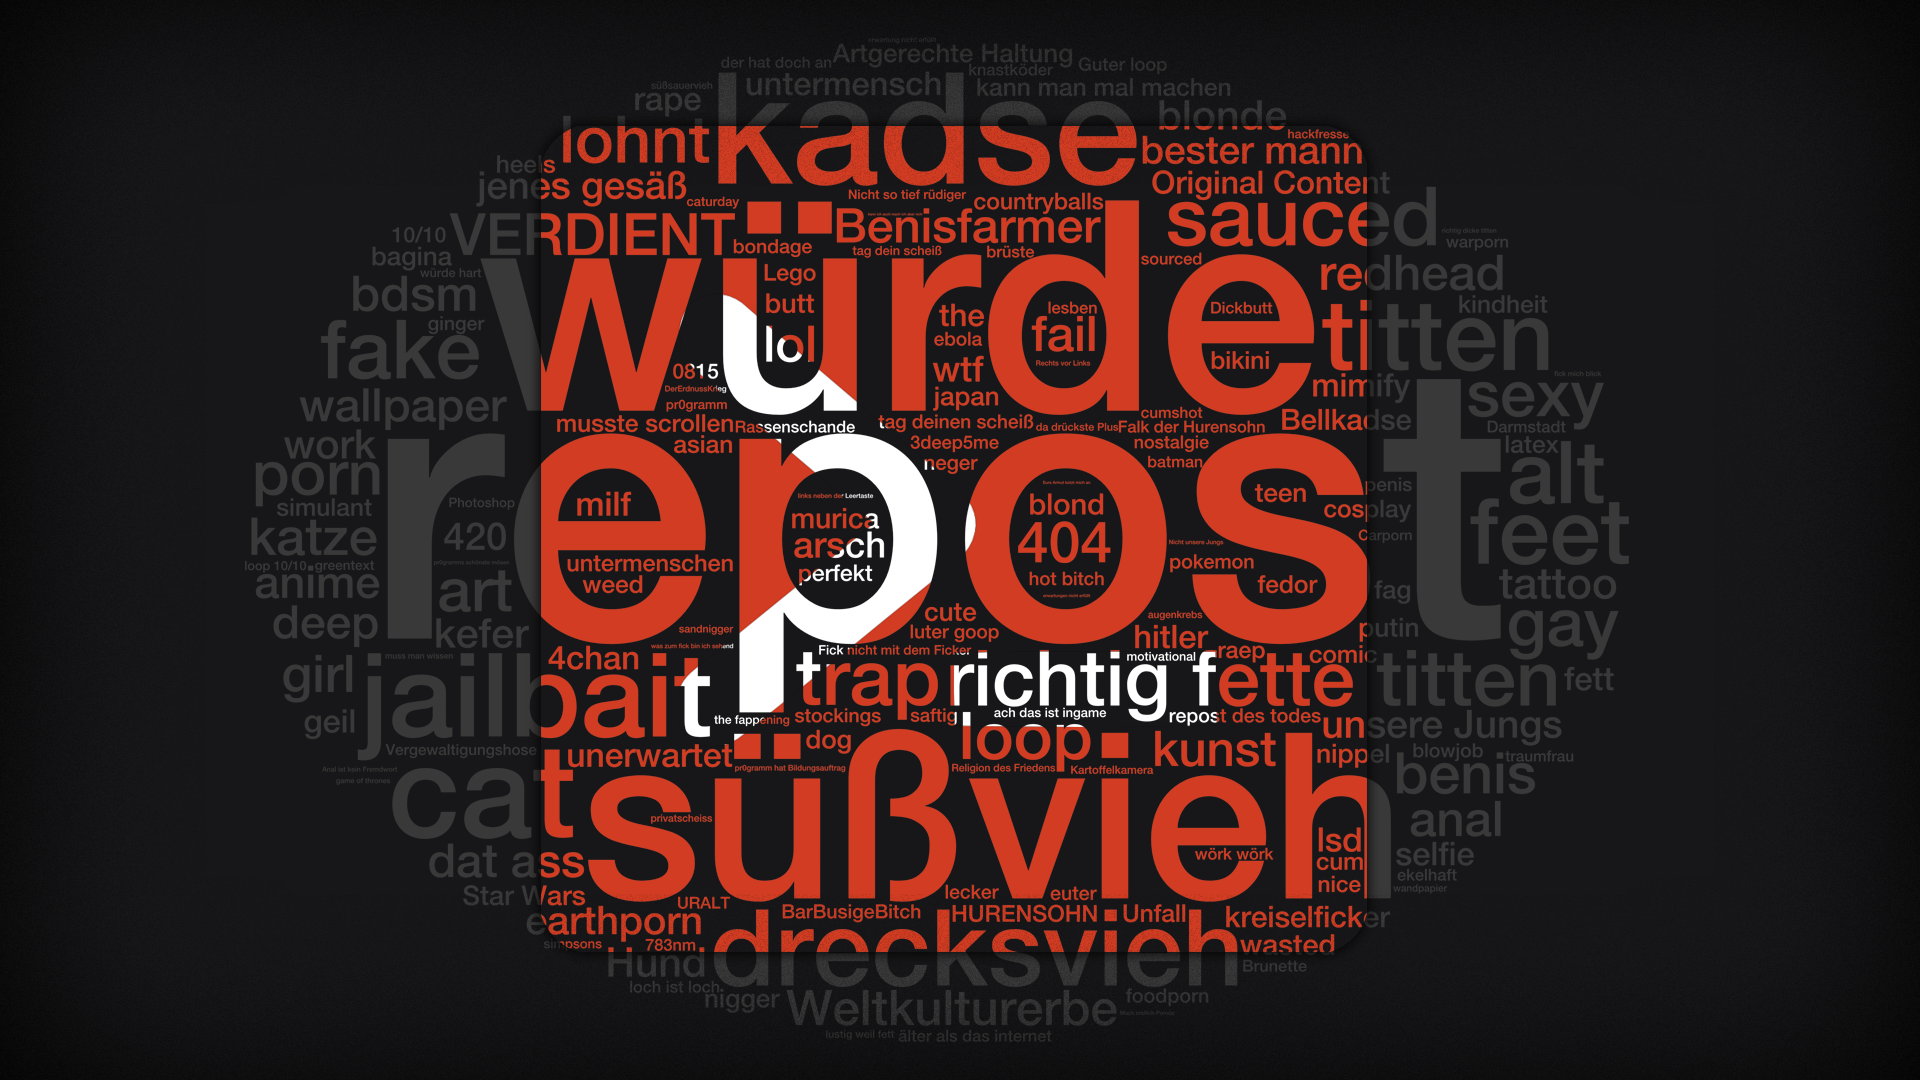 der hat doch an
Artgerechte Haltung
knastköder
Guter loop
süßsauervieh
rape
untermensch
kann man mal machen
kadse
blonde
hackfresse
lohnt
bester mann
heels
jenes gesäß
caturday
Nicht so tief rüdiger
countryballs
Original Content
10/10
VERDIENT
bondage
Benisfarmer
tag dein scheiß
brüste
sauced
sourced
richtig dicke titten
warporn
bagina
würde hart
bdsm
ginger
fake
würde
Lego
butt
lol
the
ebola
wtf
japan
lesben
fail
Rechts vor Links
Dickbutt
bikini
redhead
kindheit
titten
0815
DerErdnussKrieg
pr0gramm
mimify
fick mich blick
sexy
wallpaper
musste scrollen
Rassenschande
tag deinen scheiß
da drückste Plus
cumshot
Falk der Hurensohn
Bellkadse
Darmstadt
latex
work
asian
3deep5me
nostalgie
neger
batman
porn
simulant
repost
Photoshop
420
milf
links neben der Leertaste
murica
arsch
perfekt
blond
404
hot bitch
erwartungen nicht erfüllt
Nicht unsere Jungs
teen
penis
cosplay
carporn
alt
feet
katze
loop 10/10
greentext
anime
art
untermenschen
weed
pokemon
fedor
fag
tattoo
deep
kefer
sandnigger
was zum fick bin ich sehend
cute
luter goop
augenkrebs
hitler
putin
gay
muss man wissen
girl
4chan
Fick nicht mit dem Ficker
motivational
raep
comic
jailbait
trap
richtig fette titten
fett
geil
the fappening
stockings
saftig
ach das ist ingame
repost des todes
unsere Jungs
Vergewaltigungshose
unerwartet
dog
loop
kunst
nippel
blowjob
traumfrau
And ist kein Fremdwort
game of thrones
pr0gramm hat Bildungsauftrag
Religion des Friedens
Kartoffelkamera
benis
cat
süßvieh
privatscheiss
wörk wörk
anal
lsd
cum
nice
selfie
ekelhaft
wandpapier
dat ass
Star Wars
URALT
lecker
euter
earthporn
BarBusigeBitch
HURENSOHN
Unfall
kreiselficker
simpsons
783nm
drecksvieh
wasted
Hund
Brunette
loch ist loch
nigger
Weltkulturerbe
foodporn
lustig weil fett
älter als das internet